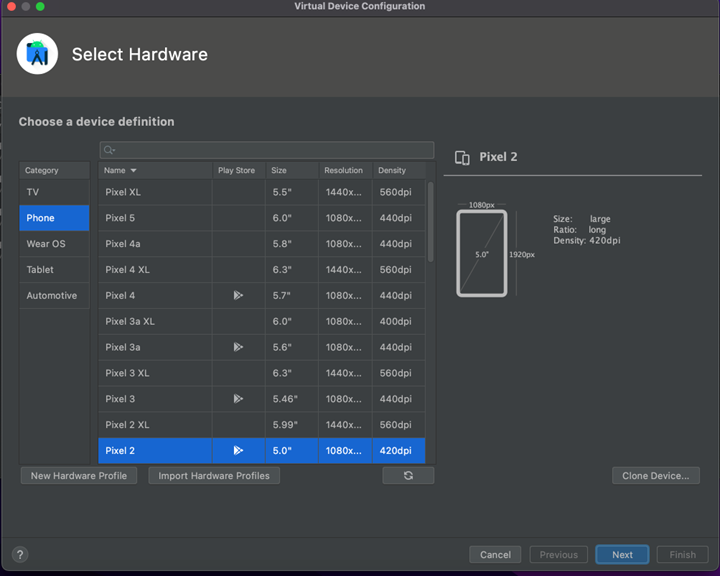 Virtual Device Configuration
Select Hardware
Choose a device definition
Category
TV
Phone
Wear OS
Tablet
Automotive
Name Play Store Size Resolution Density
Pixel XL 5.5" 1440x... 560dpi
Pixel 5 6.0" 1080x... 440dpi
Pixel 4a 5.8" 1080x... 440dpi
Pixel 4 XL 6.3" 1440x... 560dpi
Pixel 4 5.7" 1080x... 440dpi
Pixel 3a XL 6.0" 1080x... 400dpi
Pixel 3a 5.6" 1080x... 440dpi
Pixel 3 XL 6.3" 1440x... 560dpi
Pixel 3 5.46" 1080x... 440dpi
Pixel 2 XL 5.99" 1440x... 560dpi
Pixel 2 5.0" 1080x... 420dpi
New Hardware Profile Import Hardware Profiles
Pixel 2
1080px
5.0"
1920px
Size: large
Ratio: long
Density: 420dpi
Clone Device...
? Cancel Previous Next Finish